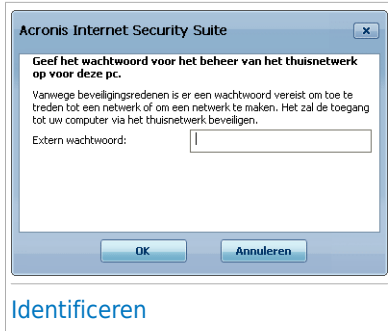 Acronis Internet Security Suite
Geef het wachtwoord voor het beheer van het thuisnetwerk
op voor deze pc.
Vanwege beveiligingsredenen is er een wachtwoord vereist om toe te
treden tot een netwerk of om een netwerk te maken. Het zal de toegang
tot uw computer via het thuisnetwerk beveiligen.
Extern wachtwoord:
OK
Annuleren
Identificeren